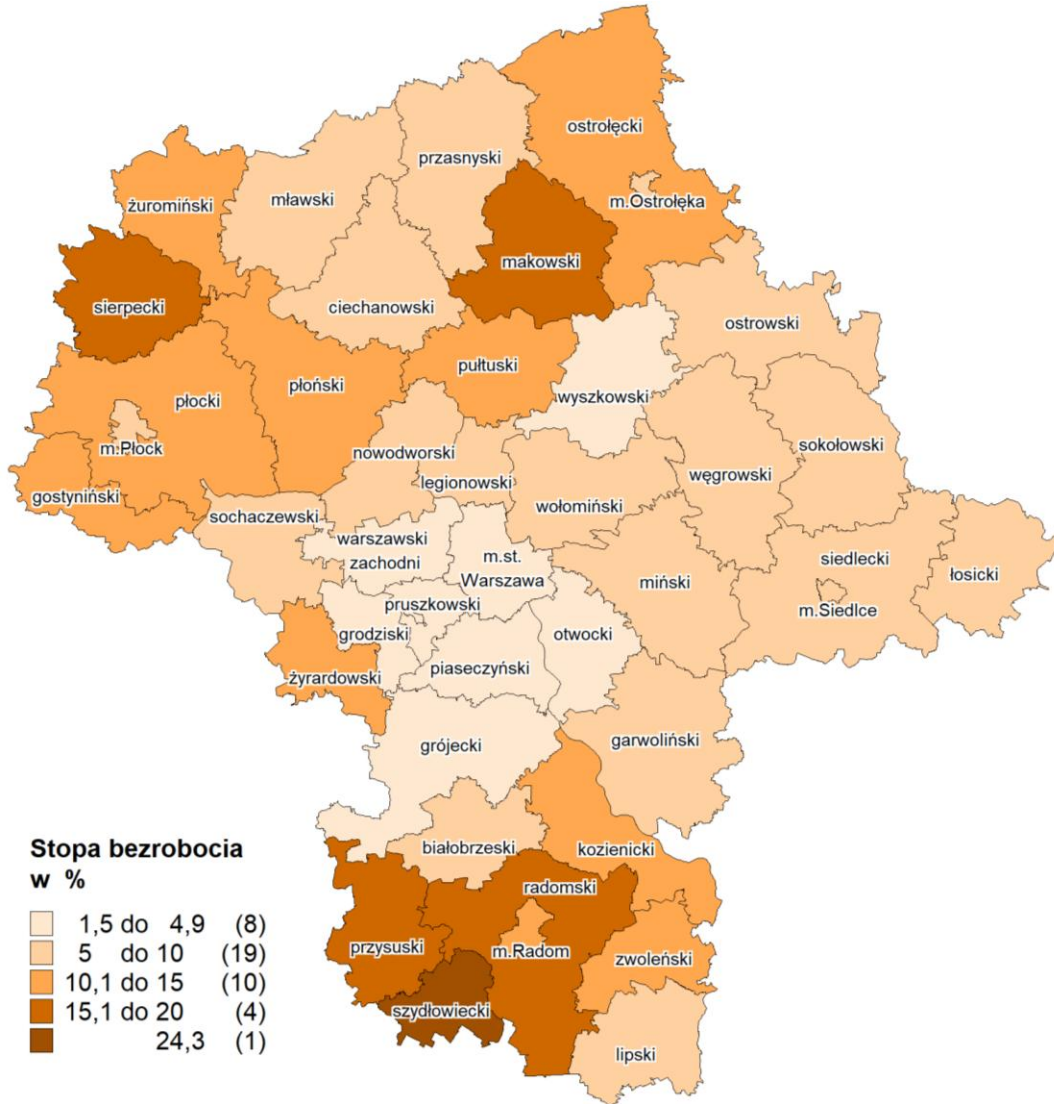 ostrołęcki
przasnyski
m.Ostrołęka
żuromiński
mławski
makowski
sierpecki
ciechanowski
ostrowski
płocki
płoński
pułtuski
wyszkowski
m.Płock
nowodworski
sokołowski
legionowski
węgrowski
gostyniński
wołomiński
sochaczewski
warszawski
zachodni
m.st.
Warszawa
siedlecki
łosicki
miński
m.Siedlce
pruszkowski
grodziski
otwocki
piaseczyński
żyrardowski
grójecki
garwoliński
białobrzeski
kozienicki
radomski
przysuski
m.Radom
zwoleński
szydłowiecki
lipski
Stopa bezrobocia
w %
1,5 do 4,9 (8)
5 do 10 (19)
10,1 do 15 (10)
15,1 do 20 (4)
24,3 (1)